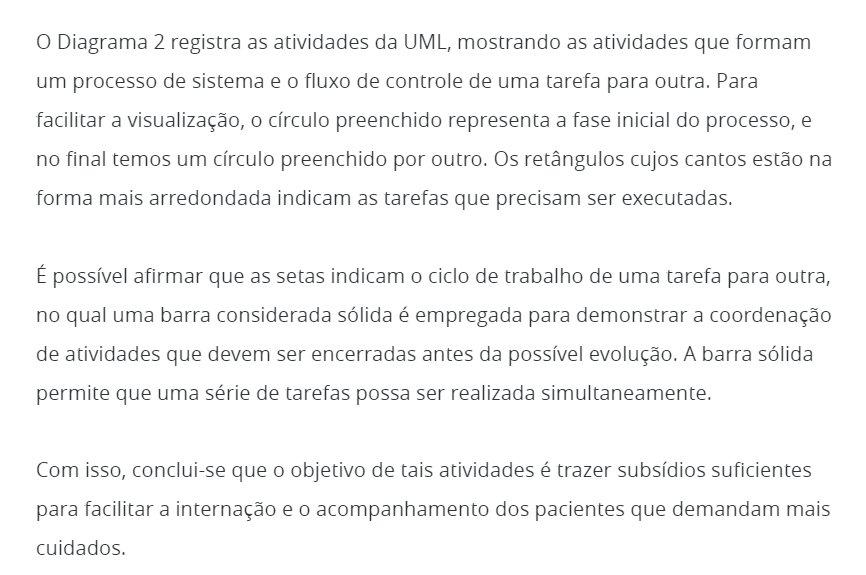 O Diagrama 2 registra as atividades da UML, mostrando as atividades que formam
um processo de sistema e o fluxo de controle de uma tarefa para outra. Para
facilitar a visualização, o círculo preenchido representa a fase inicial do processo, e
no final temos um círculo preenchido por outro. Os retângulos cujos cantos estão na
forma mais arredondada indicam as tarefas que precisam ser executadas.
É possível afirmar que as setas indicam o ciclo de trabalho de uma tarefa para outra,
no qual uma barra considerada sólida é empregada para demonstrar a coordenação
de atividades que devem ser encerradas antes da possível evolução. A barra sólida
permite que uma série de tarefas possa ser realizada simultaneamente.
Com isso, conclui-se que o objetivo de tais atividades é trazer subsídios suficientes
para facilitar a internação e o acompanhamento dos pacientes que demandam mais
cuidados.